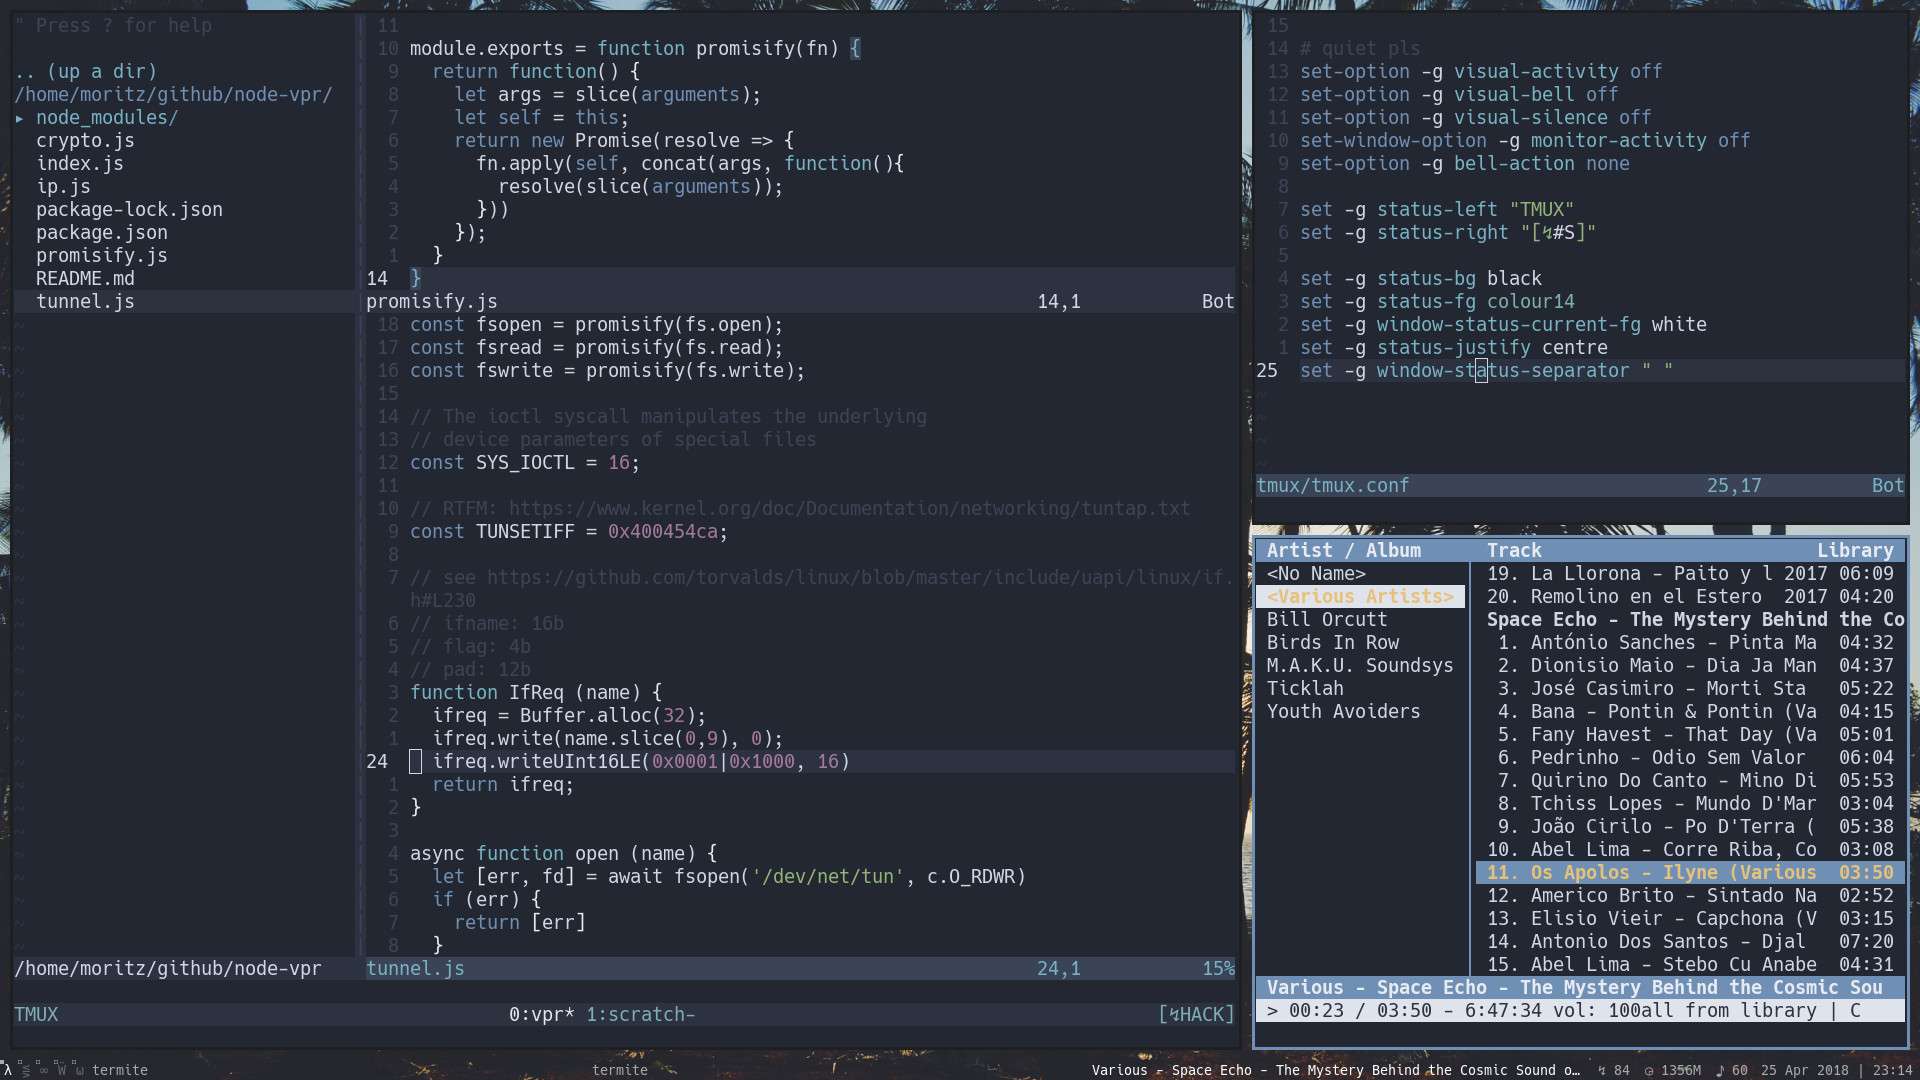 " Press ? for help
.. (up a dir)
/home/moritz/github/node-vpr/
▸ node_modules/
crypto.js
index.js
ip.js
package-lock.json
package.json
promisify.js
README.md
tunnel.js
/home/moritz/github/node-vpr
11
10 module.exports = function promisify(fn) {
9 return function() {
8 let args = slice(arguments);
7 let self = this;
6 return new Promise(resolve => {
5 fn.apply(self, concat(args, function(){
4 resolve(slice(arguments));
3 }))
2 });
1 }
14 }
promisify.js 14,1 Bot
18 const fsopen = promisify(fs.open);
17 const fsread = promisify(fs.read);
16 const fswrite = promisify(fs.write);
15
14 // The ioctl syscall manipulates the underlying
13 // device parameters of special files
12 const SYS_IOCTL = 16;
11
10 // RTFM: https://www.kernel.org/doc/Documentation/networking/tuntap.txt
9 const TUNSETIFF = 0x400454ca;
8
7 // see https://github.com/torvalds/linux/blob/master/include/uapi/linux/if.
h#L230
6 // ifname: 16b
5 // flag: 4b
4 // pad: 12b
3 function IfReq (name) {
2 ifreq = Buffer.alloc(32);
1 ifreq.write(name.slice(0,9), 0);
24 ifreq.writeUInt16LE(0x0001|0x1000, 16)
1 return ifreq;
2 }
3
4 async function open (name) {
5 let [err, fd] = await fsopen('/dev/net/tun', c.O_RDWR)
6 if (err) {
7 return [err]
8 }
tunnel.js 24,1 15%
TMUX 0:vpr* 1:scratch- [↯HACK]
15
14 # quiet pls
13 set-option -g visual-activity off
12 set-option -g visual-bell off
11 set-option -g visual-silence off
10 set-window-option -g monitor-activity off
9 set-option -g bell-action none
8
7 set -g status-left "TMUX"
6 set -g status-right "[↯#S]"
5
4 set -g status-bg black
3 set -g status-fg colour14
2 set -g window-status-current-fg white
1 set -g status-justify centre
25 set -g window-status-separator " "
tmux/tmux.conf 25,17 Bot
Artist / Album Track Library
<No Name>
<Various Artists>
Bill Orcutt
Birds In Row
M.A.K.U. Soundsys
Ticklah
Youth Avoiders
19. La Llorona - Paito y l 2017 06:09
20. Remolino en el Estero 2017 04:20
Space Echo - The Mystery Behind the Co
1. António Sanches - Pinta Ma 04:32
2. Dionisio Maio - Dia Ja Man 04:37
3. José Casimiro - Morti Sta 05:22
4. Bana - Pontin & Pontin (Va 04:15
5. Fany Havest - That Day (Va 05:01
6. Pedrinho - Odio Sem Valor 06:04
7. Quirino Do Canto - Mino Di 05:53
8. Tchiss Lopes - Mundo D'Mar 03:04
9. João Cirilo - Po D'Terra ( 05:38
10. Abel Lima - Corre Riba, Co 03:08
11. Os Apolos - Ilyne (Various 03:50
12. Americo Brito - Sintado Na 02:52
13. Elisio Vieir - Capchona (V 03:15
14. Antonio Dos Santos - Djal 07:20
15. Abel Lima - Stebo Cu Anabe 04:31
Various - Space Echo - The Mystery Behind the Cosmic Sou
> 00:23 / 03:50 - 6:47:34 vol: 100all from library | C
λ ∞ W ω termite termite Various - Space Echo - The Mystery Behind the Cosmic Sound o… ↯ 84 1356M ♪ 60 25 Apr 2018 | 23:14